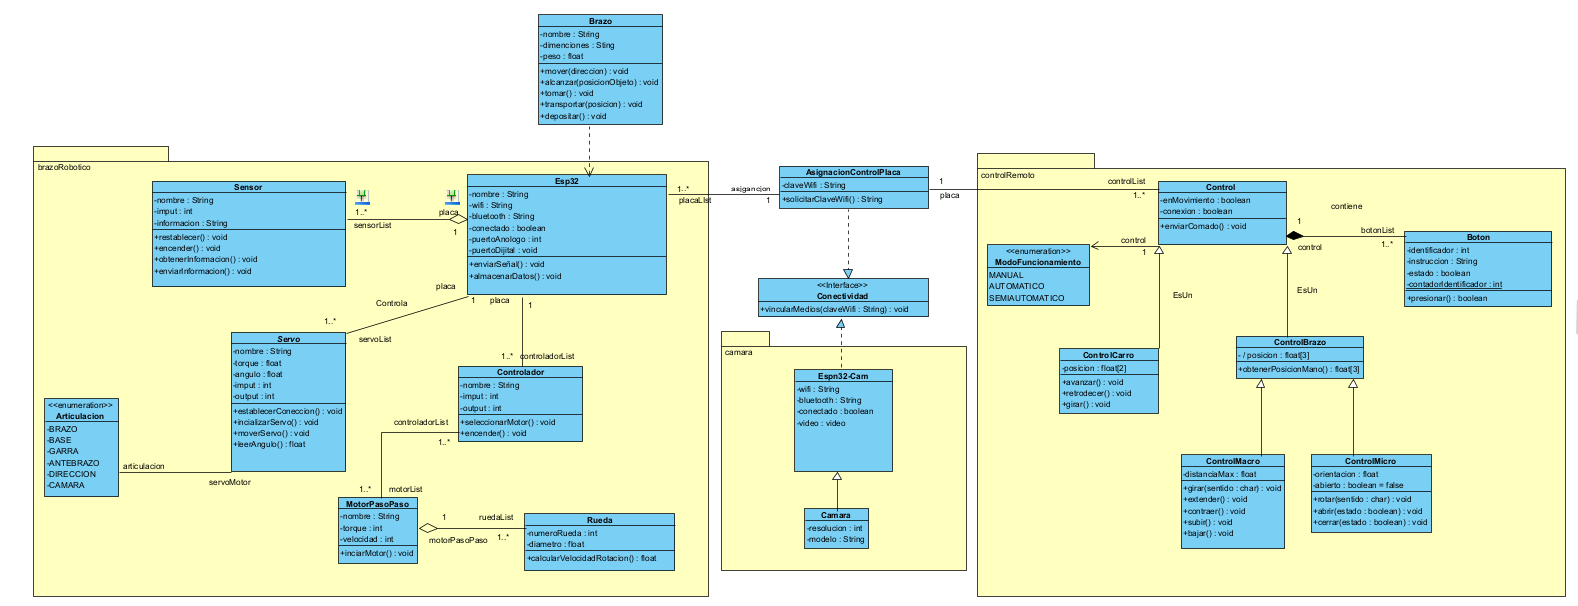 Brazo
-nombre : String
-dimenciones : Sting
-peso : float
+mover(direccion) : void
+alcanzar(posicionObjeto) : void
+tomar() : void
+transportar(posicion) : void
+depositar() : void
brazoRobotico
Sensor
-nombre : String
-imput : int
-informacion : String
+restablecer() : void
+encender() : void
+obtenerInformacion() : void
+enviarInformacion() : void
1..*
sensorList
placa
1
Esp32
-nombre : String
-wifi : String
-bluetooth : String
-conectado : boolean
-puertoAnologo : int
-puertoDijital : void
+enviarSeñal() : void
+almacenarDatos() : void
1..*
placaList
asigancion
1
AsignacionControlPlaca
-claveWifi : String
+solicitarClaveWifi() : String
1
placa
controlRemoto
controlList
1..*
Control
-enMovimiento : boolean
-conexion : boolean
+enviarComado() : void
contiene
1
control
botonList
1..*
Boton
-identificador : int
-instruccion : String
-estado : boolean
-contadorIdentificador : int
+presionar() : boolean
control
1
<<enumeration>>
ModoFuncionamiento
MANUAL
AUTOMATICO
SEMIAUTOMATICO
EsUn
EsUn
<<Interface>>
Conectividad
+vincularMedios(claveWifi : String) : void
placa
Controla
1
1..*
servoList
placa
1
1..*
controladorList
Servo
-nombre : String
-torque : float
-angulo : float
-imput : int
-output : int
+establecerConeccion() : void
+incializarServo() : void
+moverServo() : void
+leerAngulo() : float
Controlador
-nombre : String
-imput : int
-output : int
+seleccionarMotor() : void
+encender() : void
controladorList
1..*
<<enumeration>>
Articulacion
-BRAZO
-BASE
-GARRA
-ANTEBRAZO
-DIRECCION
-CAMARA
articulacion
servoMotor
1..*
motorList
MotorPasoPaso
-nombre : String
-torque : int
-velocidad : int
+inciarMotor() : void
1
motorPasoPaso
ruedaList
1..*
Rueda
-numeroRueda : int
-diametro : float
+calcularVelocidadRotacion() : float
camara
Espn32-Cam
-wifi : String
-bluetooth : String
-conectado : boolean
-video : video
Camara
-resolucion : int
-modelo : String
ControlCarro
-posicion : float[2]
+avanzar() : void
+retrodecer() : void
+girar() : void
ControlBrazo
- / posicion : float[3]
+obtenerPosicionMano() : float[3]
ControlMacro
-distanciaMax : float
+girar(sentido : char) : void
+extender() : void
+contraer() : void
+subir() : void
+bajar() : void
ControlMicro
-orientacion : float
-abierto : boolean = false
+rotar(sentido : char) : void
+abrir(estado : boolean) : void
+cerrar(estado : boolean) : void